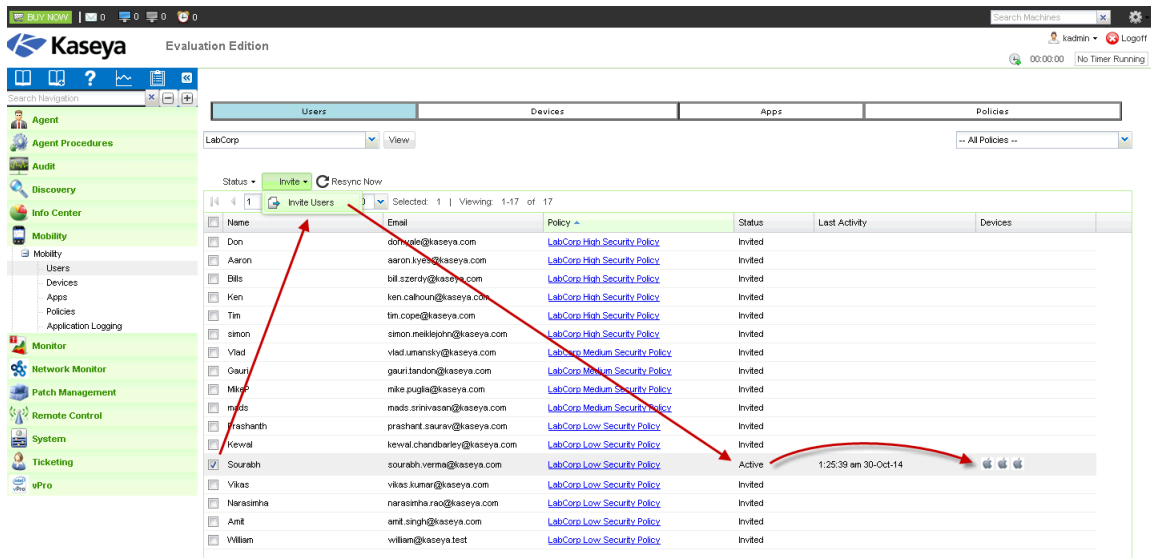 BUY NOW 0 0 0 0 Search Machines
Kaseya Evaluation Edition kadmin Logoff
00:00:00 No Timer Running
Search Navigation
Agent
Agent Procedures
Audit
Discovery
Info Center
Mobility
Mobility
Users
Devices
Apps
Policies
Application Logging
Monitor
Network Monitor
Patch Management
Remote Control
System
Ticketing
vPro
Users Devices Apps Policies
LabCorp View -- All Policies --
Status Invite Resync Now
1 0 Selected: 1 | Viewing: 1-17 of 17
Invite Users
Name Email Policy Status Last Activity Devices
Don don.vale@kaseya.com LabCorp High Security Policy Invited
Aaron aaron.kyes@kaseya.com LabCorp High Security Policy Invited
Bills bill.szerdy@kaseya.com LabCorp High Security Policy Invited
Ken ken.calhoun@kaseya.com LabCorp High Security Policy Invited
Tim tim.cope@kaseya.com LabCorp High Security Policy Invited
simon simon.meiklejohn@kaseya.com LabCorp High Security Policy Invited
Vlad vlad.umansky@kaseya.com LabCorp Medium Security Policy Invited
Gauri gauri.tandon@kaseya.com LabCorp Medium Security Policy Invited
MikeP mike.puglia@kaseya.com LabCorp Medium Security Policy Invited
mads mads.srinivasan@kaseya.com LabCorp Medium Security Policy Invited
Prashanth prashant.saurav@kaseya.com LabCorp Low Security Policy Invited
Kewal kewal.chandbarley@kaseya.com LabCorp Low Security Policy Invited
Sourabh sourabh.verma@kaseya.com LabCorp Low Security Policy Active 1:25:39 am 30-Oct-14
Vikas vikas.kumar@kaseya.com LabCorp Low Security Policy Invited
Narasimha narasimha.rao@kaseya.com LabCorp Low Security Policy Invited
Amit amit.singh@kaseya.com LabCorp Low Security Policy Invited
William william@kaseya.test LabCorp Low Security Policy Invited